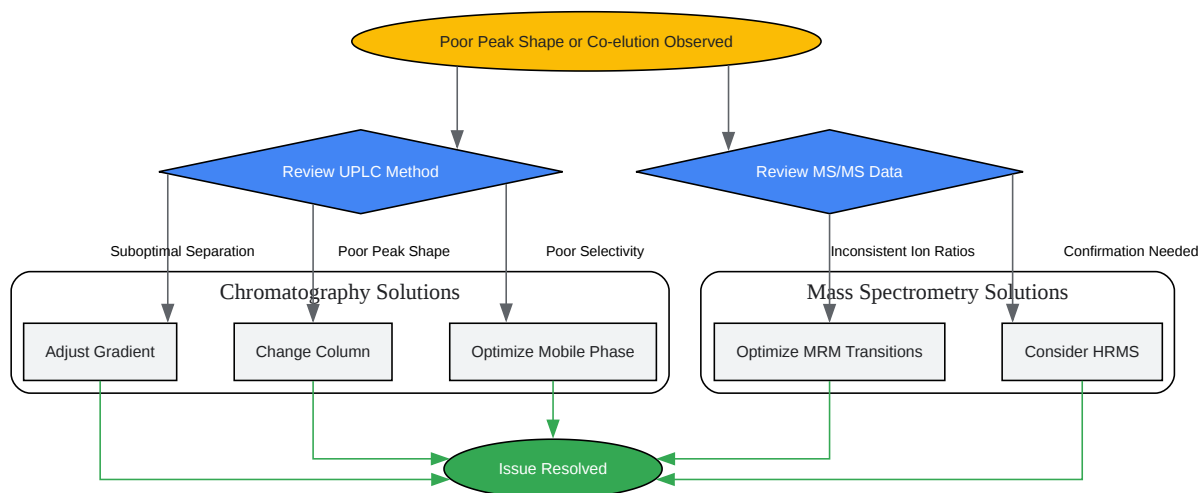 Poor Peak Shape or Co-elution Observed
Review UPLC Method
Review MS/MS Data
Suboptimal Separation
Poor Peak Shape
Poor Selectivity
Inconsistent Ion Ratios
Confirmation Needed
Chromatography Solutions
Mass Spectrometry Solutions
Adjust Gradient
Change Column
Optimize Mobile Phase
Optimize MRM Transitions
Consider HRMS
Issue Resolved